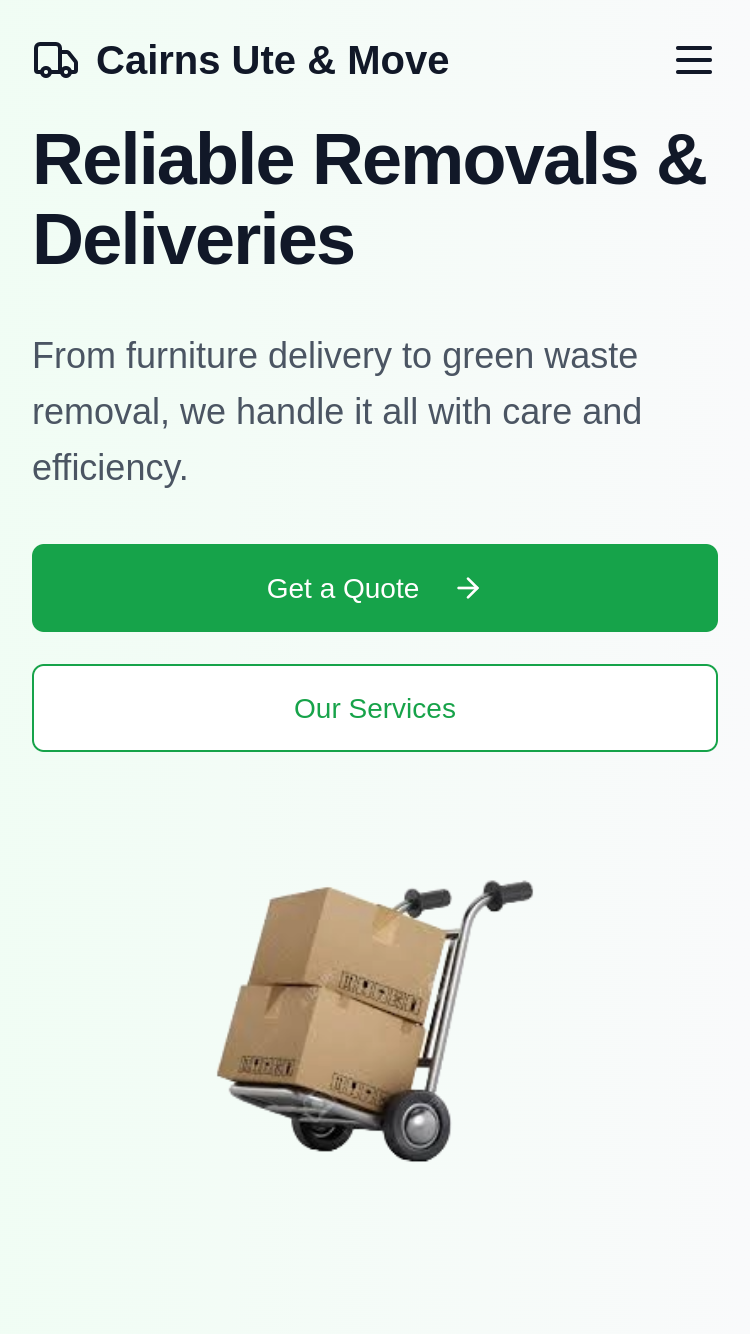 Cairns Ute & Move
Reliable Removals &
Deliveries
From furniture delivery to green waste
removal, we handle it all with care and
efficiency.
Get a Quote
Our Services